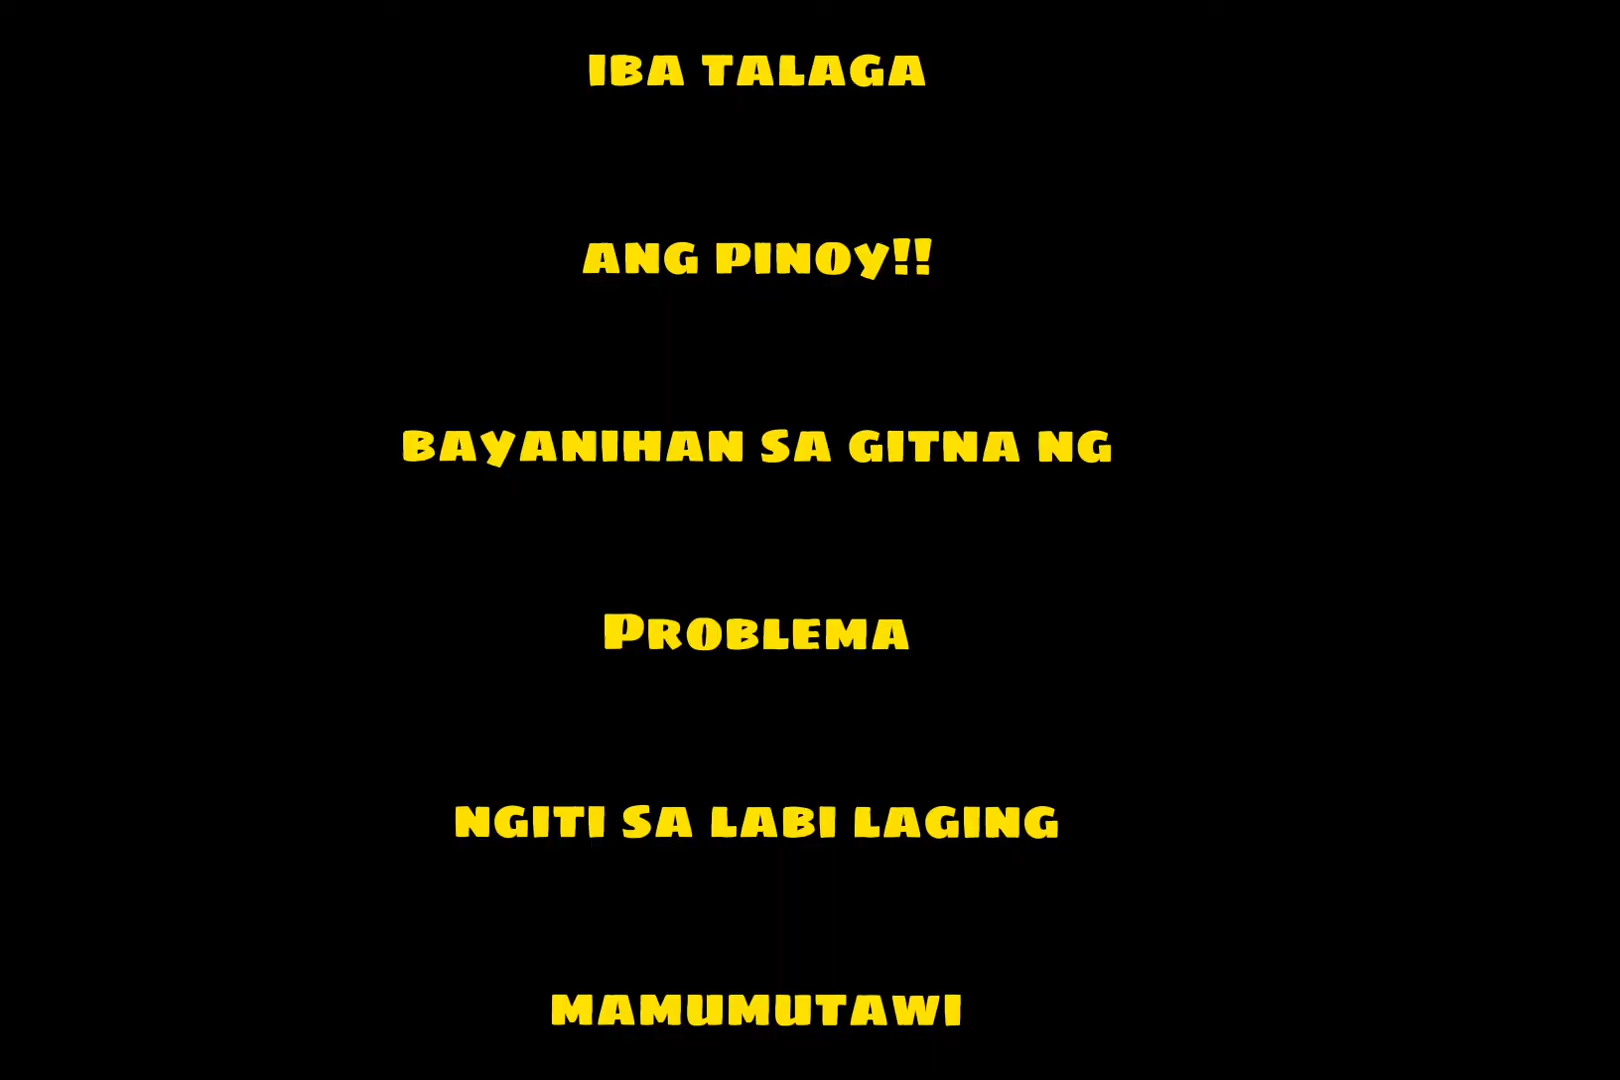 iba talaga
ang pinoy!!
bayanihan sa gitna ng
Problema
ngiti sa labi laging
mamumutawi